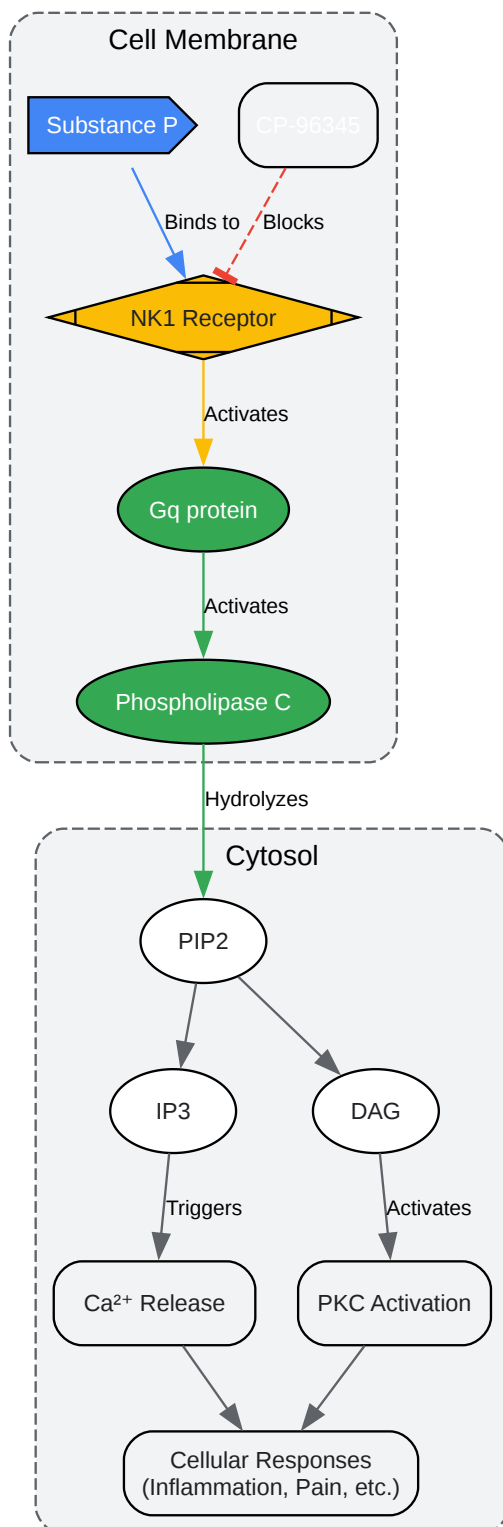 Cell Membrane
Substance P
CP-96345
Binds to
Blocks
NK1 Receptor
Activates
Gq protein
Activates
Phospholipase C
Hydrolyzes
Cytosol
PIP2
IP3
DAG
Triggers
Activates
Ca²⁺ Release
PKC Activation
Cellular Responses
(Inflammation, Pain, etc.)